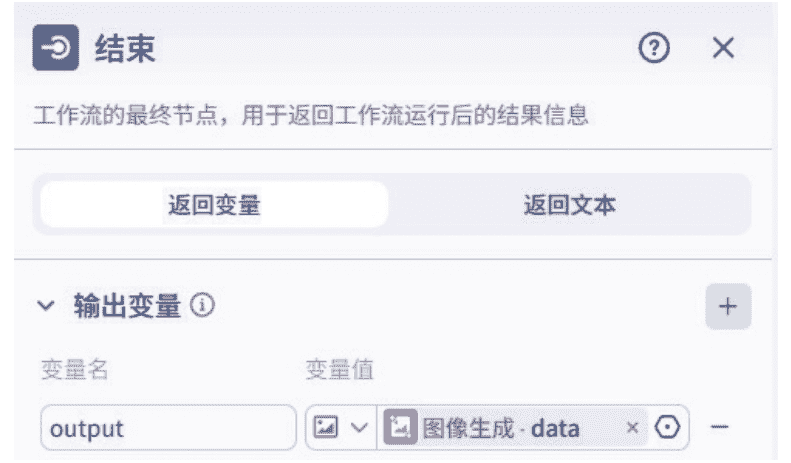 结束
工作流的最终节点，用于返回工作流运行后的结果信息
返回变量 返回文本
输出变量
变量名 变量值
output 图像生成 - data